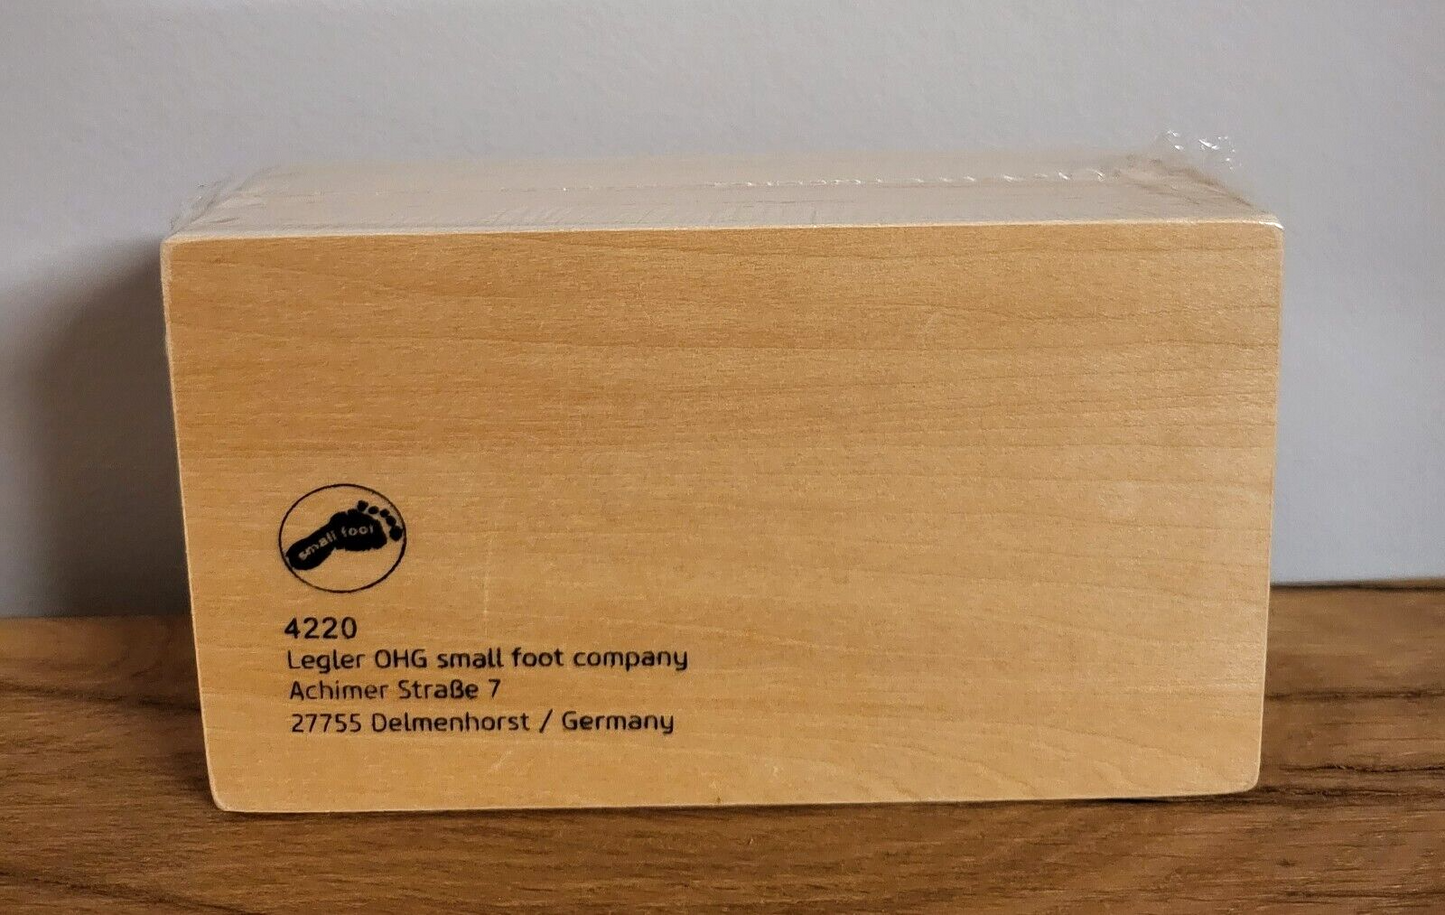 small foot
4220
Legler OHG small foot company
Achimer Straße 7
27755 Delmenhorst / Germany